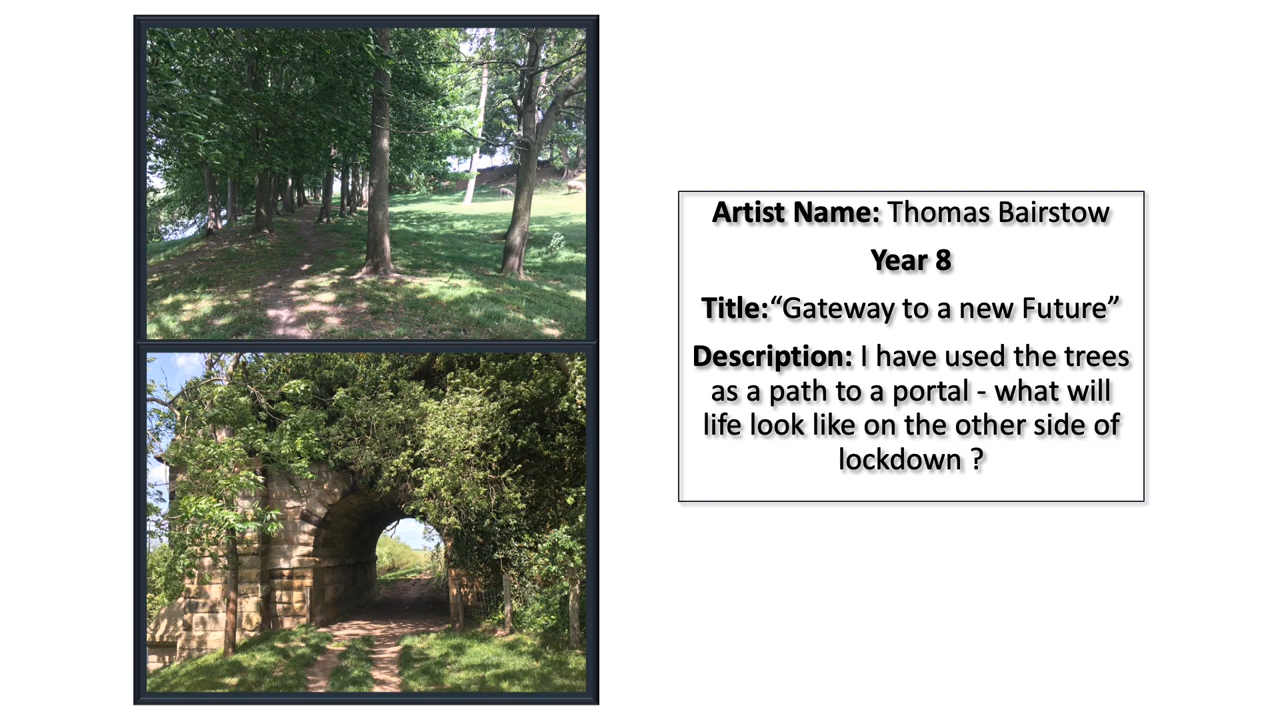 Artist Name: Thomas Bairstow
Year 8
Title:“Gateway to a new Future”
Description: I have used the trees
as a path to a portal - what will
life look like on the other side of
lockdown ?